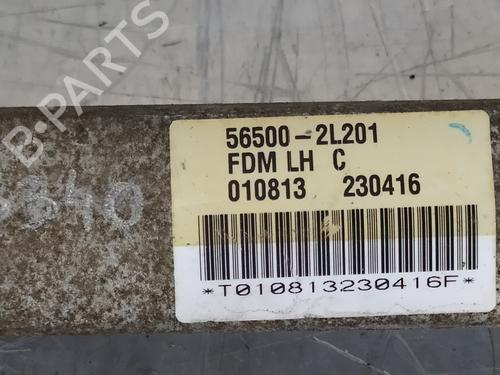 B-PARTS
56500-2L201
FDM LH C
010813 230416
*T010813230416F*